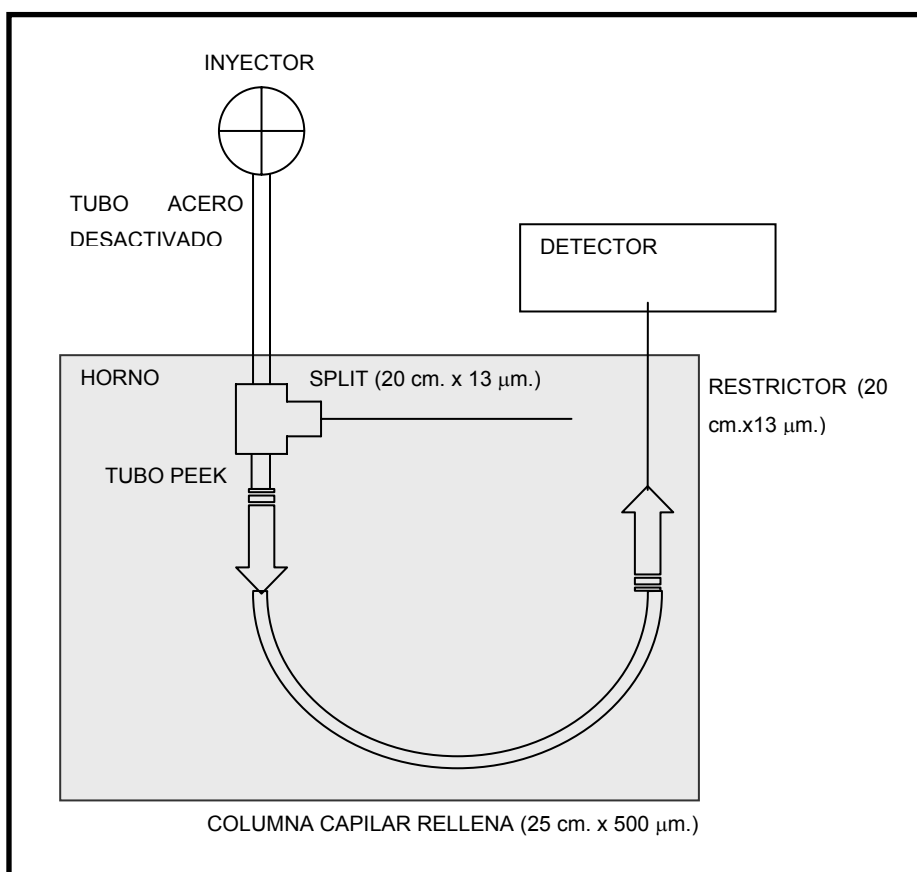 INYECTOR
TUBO ACERO
DESACTIVADO
DETECTOR
HORNO
SPLIT (20 cm. x 13 μm.)
RESTRICTOR (20
cm.x13 μm.)
TUBO PEEK
COLUMNA CAPILAR RELLENA (25 cm. x 500 μm.)